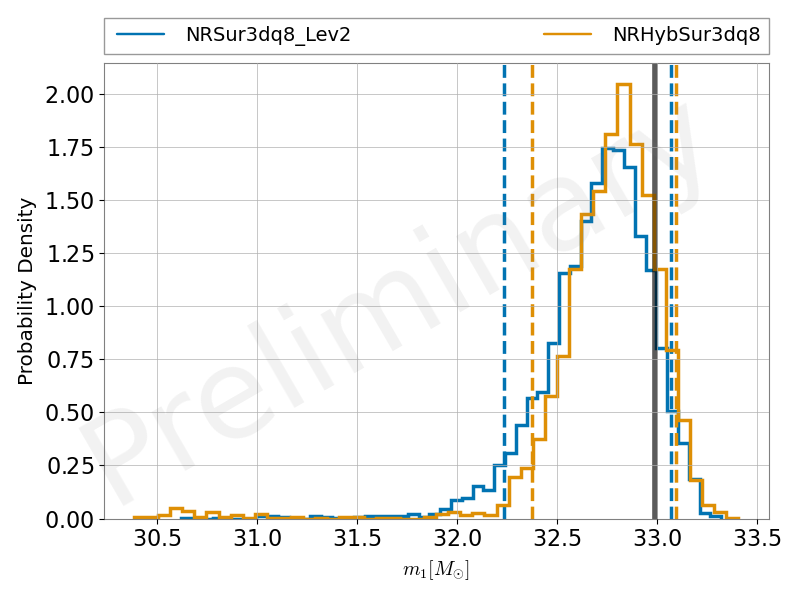 NRSur3dq8_Lev2 NRHybSur3dq8
2.00
1.75
1.50
1.25
1.00
0.75
0.50
0.25
0.00
Probability Density
Preliminary
30.5 31.0 31.5 32.0 32.5 33.0 33.5
m₁[M☉]